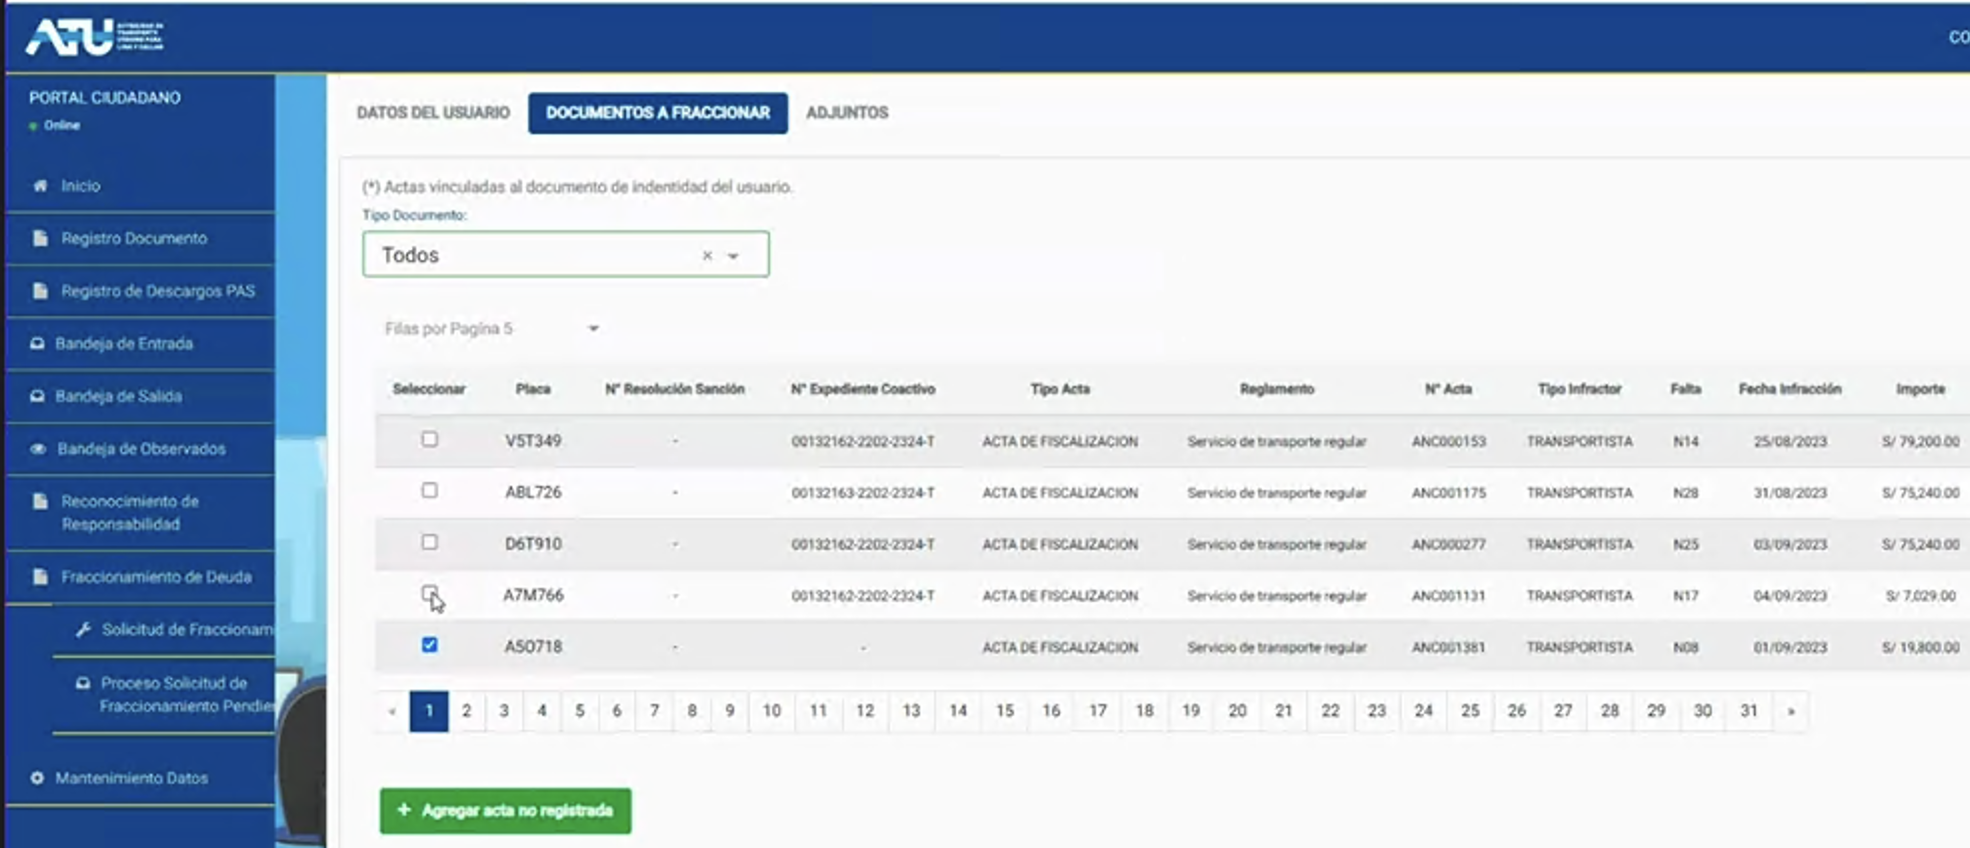 ATU AUTORIDAD DE TRANSPORTE URBANO PARA LIMA Y CALLAO
CO
PORTAL CIUDADANO
Online
Inicio
Registro Documento
Registro de Descargos PAS
Bandeja de Entrada
Bandeja de Salida
Bandeja de Observados
Reconocimiento de
Responsabilidad
Fraccionamiento de Deuda
Solicitud de Fraccionam
Proceso Solicitud de
Fraccionamiento Pendie
Mantenimiento Datos
DATOS DEL USUARIO DOCUMENTOS A FRACCIONAR ADJUNTOS
(*) Actas vinculadas al documento de indentidad del usuario.
Tipo Documento:
Todos ×
Filas por Pagina 5
Seleccionar Placa N° Resolución Sanción N° Expediente Coactivo Tipo Acta Reglamento N° Acta Tipo Infractor Falta Fecha Infracción Importe
V5T349 - 00132162-2202-2324-T ACTA DE FISCALIZACION Servicio de transporte regular ANC000153 TRANSPORTISTA N14 25/08/2023 S/ 79,200.00
ABL726 - 00132163-2202-2324-T ACTA DE FISCALIZACION Servicio de transporte regular ANC001175 TRANSPORTISTA N28 31/08/2023 S/ 75,240.00
D6T910 - 00132162-2202-2324-T ACTA DE FISCALIZACION Servicio de transporte regular ANC000277 TRANSPORTISTA N25 03/09/2023 S/ 75,240.00
A7M766 - 00132162-2202-2324-T ACTA DE FISCALIZACION Servicio de transporte regular ANC001131 TRANSPORTISTA N17 04/09/2023 S/ 7,029.00
A5O718 - - ACTA DE FISCALIZACION Servicio de transporte regular ANC001381 TRANSPORTISTA N08 01/09/2023 S/ 19,800.00
« 1 2 3 4 5 6 7 8 9 10 11 12 13 14 15 16 17 18 19 20 21 22 23 24 25 26 27 28 29 30 31 »
+ Agregar acta no registrada